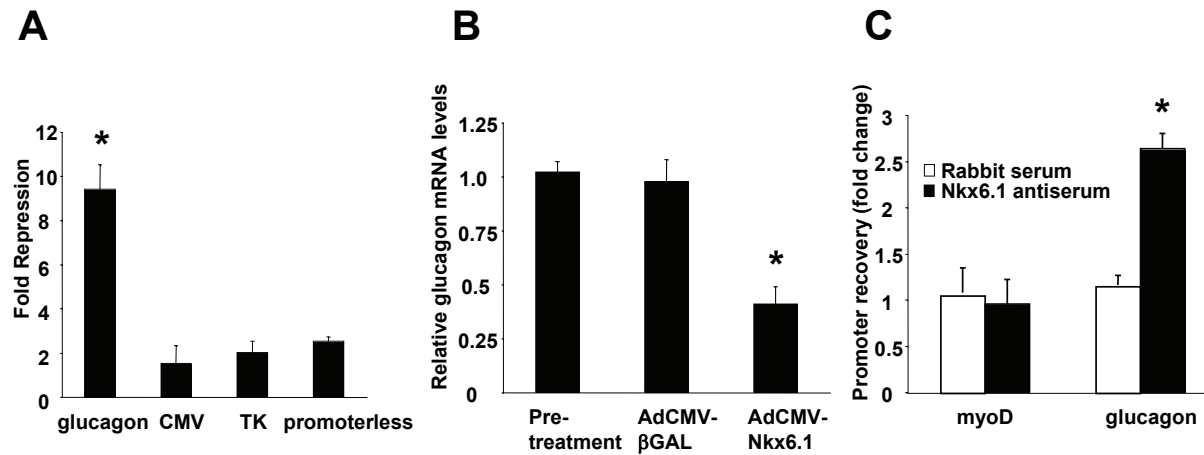 A
Fold Repression
12
10
8
6
4
2
0
*
glucagon
CMV
TK
promoterless
B
Relative glucagon mRNA levels
1.25
1.0
0.75
0.5
0.25
0
*
Pre-
treatment
AdCMV-
βGAL
AdCMV-
Nkx6.1
C
Promoter recovery (fold change)
3
2.5
2
1.5
1
0.5
0
*
Rabbit serum
Nkx6.1 antiserum
myoD
glucagon